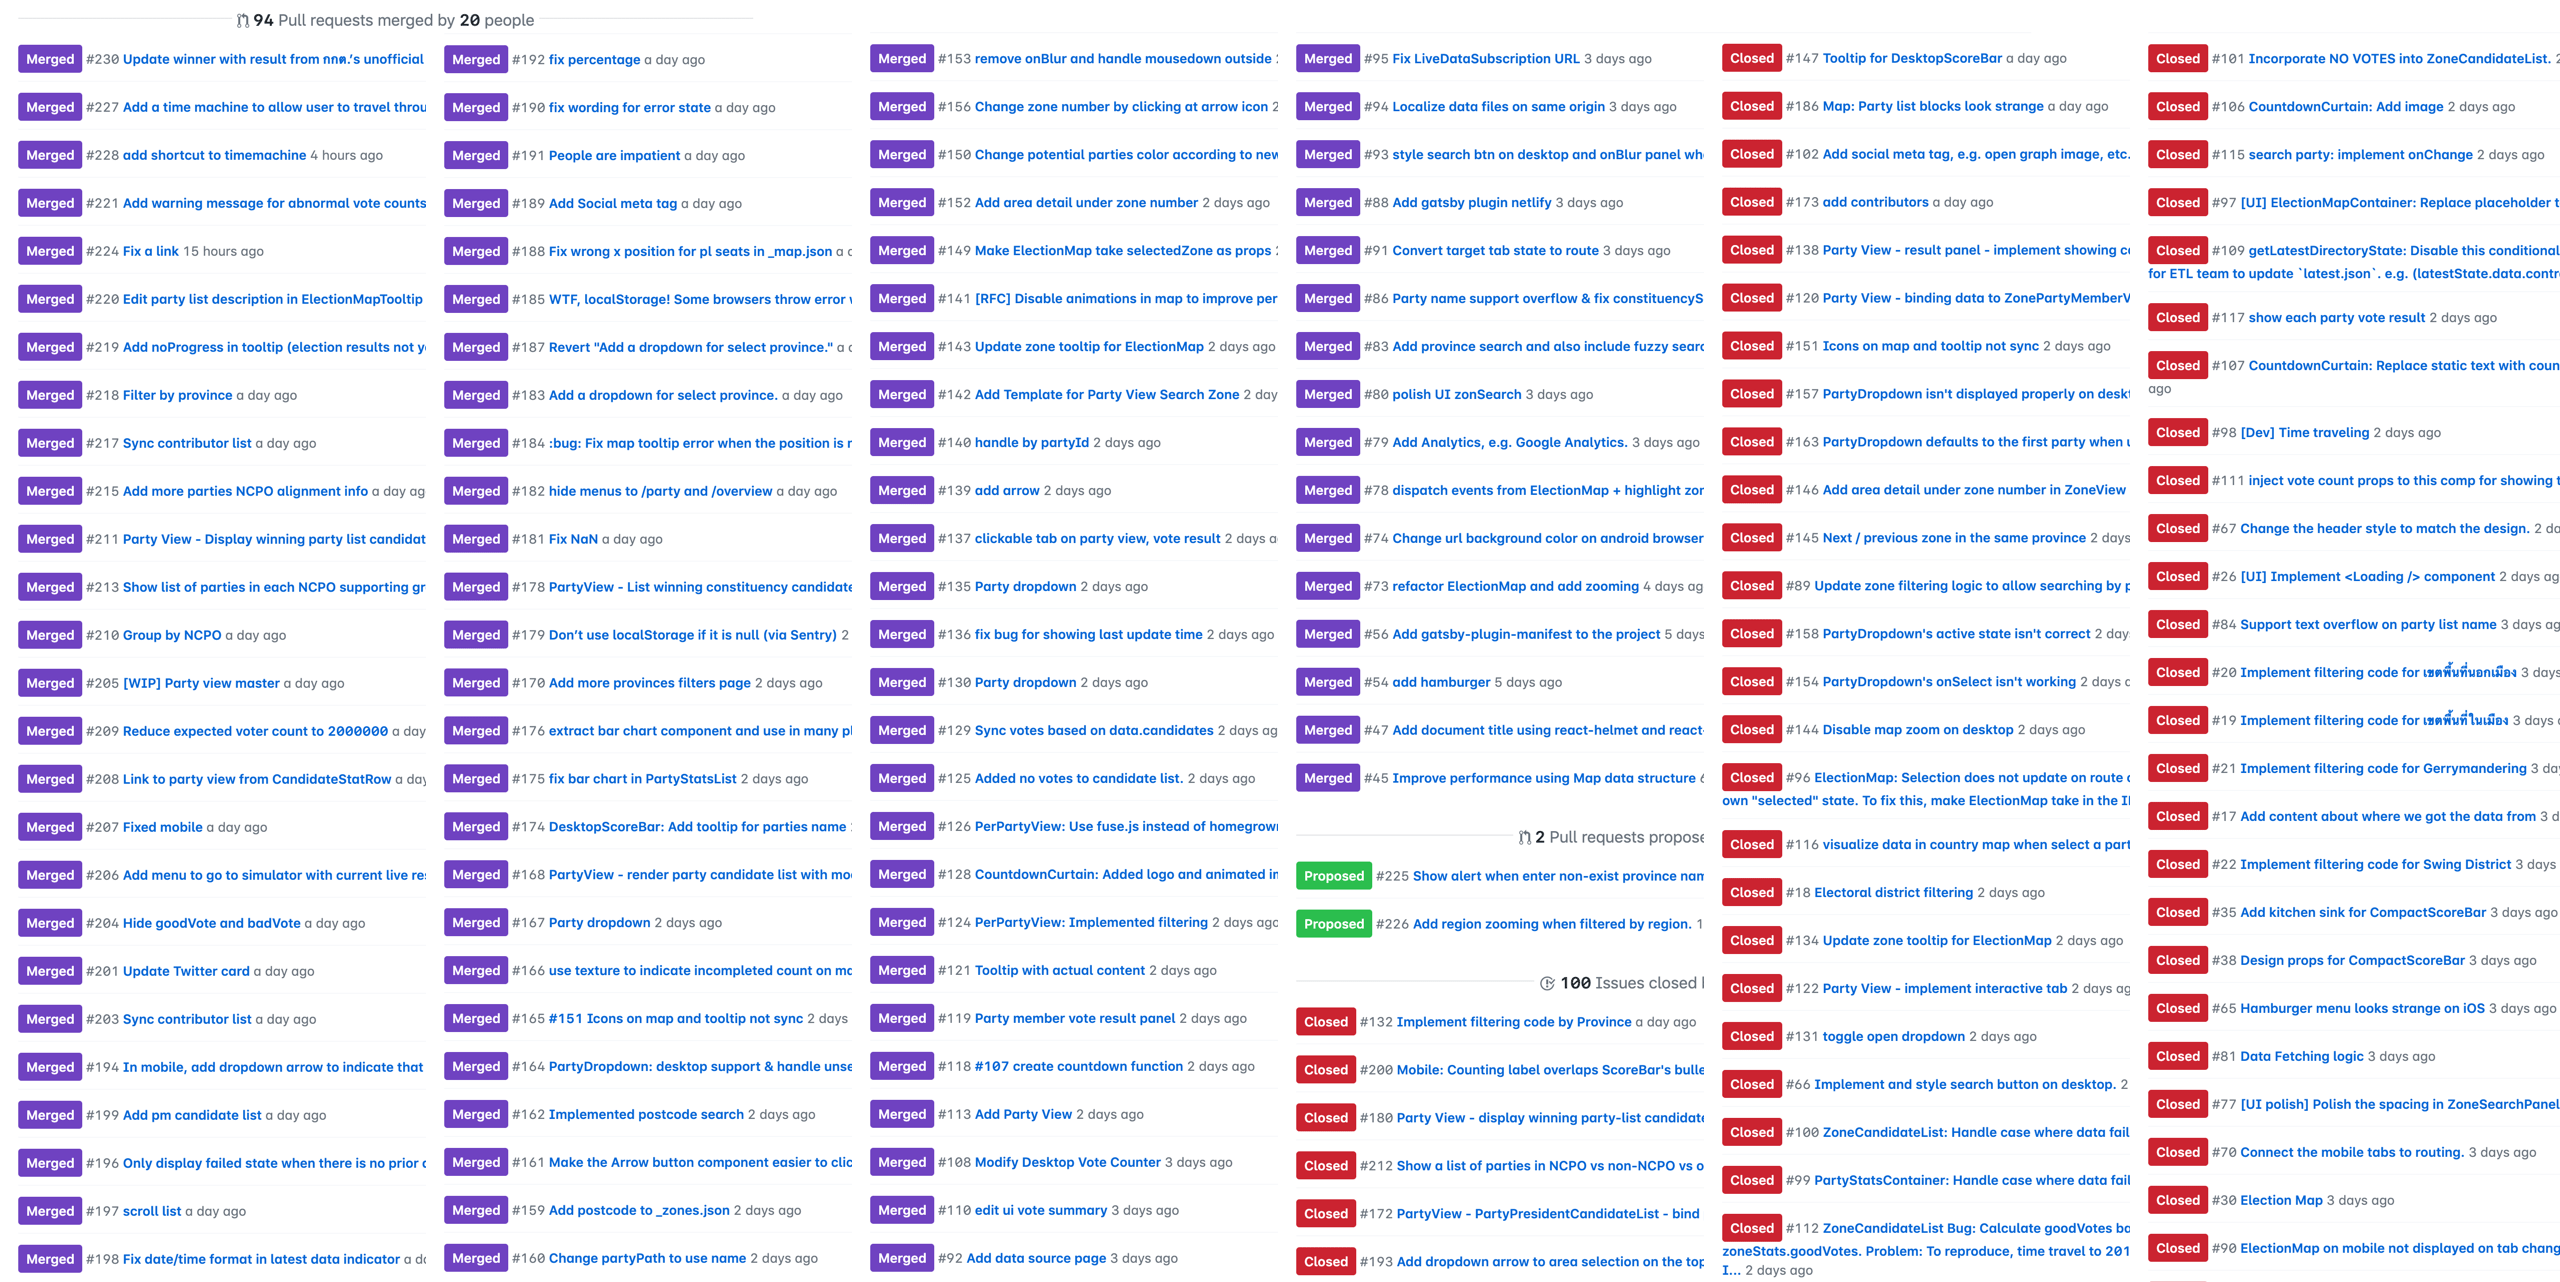 94 Pull requests merged by 20 people
Merged #230 Update winner with result from กกต.’s unofficial
Merged #227 Add a time machine to allow user to travel throu
Merged #228 add shortcut to timemachine 4 hours ago
Merged #221 Add warning message for abnormal vote counts
Merged #224 Fix a link 15 hours ago
Merged #220 Edit party list description in ElectionMapTooltip
Merged #219 Add noProgress in tooltip (election results not y
Merged #218 Filter by province a day ago
Merged #217 Sync contributor list a day ago
Merged #215 Add more parties NCPO alignment info a day ag
Merged #211 Party View - Display winning party list candidat
Merged #213 Show list of parties in each NCPO supporting gr
Merged #210 Group by NCPO a day ago
Merged #205 [WIP] Party view master a day ago
Merged #209 Reduce expected voter count to 2000000 a day
Merged #208 Link to party view from CandidateStatRow a day
Merged #207 Fixed mobile a day ago
Merged #206 Add menu to go to simulator with current live re
Merged #204 Hide goodVote and badVote a day ago
Merged #201 Update Twitter card a day ago
Merged #203 Sync contributor list a day ago
Merged #194 In mobile, add dropdown arrow to indicate that
Merged #199 Add pm candidate list a day ago
Merged #196 Only display failed state when there is no prior
Merged #197 scroll list a day ago
Merged #198 Fix date/time format in latest data indicator a d
Merged #192 fix percentage a day ago
Merged #190 fix wording for error state a day ago
Merged #191 People are impatient a day ago
Merged #189 Add Social meta tag a day ago
Merged #188 Fix wrong x position for pl seats in _map.json a
Merged #185 WTF, localStorage! Some browsers throw error
Merged #187 Revert "Add a dropdown for select province." a
Merged #183 Add a dropdown for select province. a day ago
Merged #184 :bug: Fix map tooltip error when the position is
Merged #182 hide menus to /party and /overview a day ago
Merged #181 Fix NaN a day ago
Merged #178 PartyView - List winning constituency candidate
Merged #179 Don’t use localStorage if it is null (via Sentry) 2
Merged #170 Add more provinces filters page 2 days ago
Merged #176 extract bar chart component and use in many p
Merged #175 fix bar chart in PartyStatsList 2 days ago
Merged #174 DesktopScoreBar: Add tooltip for parties name
Merged #168 PartyView - render party candidate list with mo
Merged #167 Party dropdown 2 days ago
Merged #166 use texture to indicate incompleted count on ma
Merged #165 #151 Icons on map and tooltip not sync 2 days
Merged #164 PartyDropdown: desktop support & handle unse
Merged #162 Implemented postcode search 2 days ago
Merged #161 Make the Arrow button component easier to clic
Merged #159 Add postcode to _zones.json 2 days ago
Merged #160 Change partyPath to use name 2 days ago
Merged #153 remove onBlur and handle mousedown outside
Merged #156 Change zone number by clicking at arrow icon 2
Merged #150 Change potential parties color according to new
Merged #152 Add area detail under zone number 2 days ago
Merged #149 Make ElectionMap take selectedZone as props
Merged #141 [RFC] Disable animations in map to improve per
Merged #143 Update zone tooltip for ElectionMap 2 days ago
Merged #142 Add Template for Party View Search Zone 2 day
Merged #140 handle by partyId 2 days ago
Merged #139 add arrow 2 days ago
Merged #137 clickable tab on party view, vote result 2 days a
Merged #135 Party dropdown 2 days ago
Merged #136 fix bug for showing last update time 2 days ago
Merged #130 Party dropdown 2 days ago
Merged #129 Sync votes based on data.candidates 2 days ag
Merged #125 Added no votes to candidate list. 2 days ago
Merged #126 PerPartyView: Use fuse.js instead of homegrown
Merged #128 CountdownCurtain: Added logo and animated in
Merged #124 PerPartyView: Implemented filtering 2 days ago
Merged #121 Tooltip with actual content 2 days ago
Merged #119 Party member vote result panel 2 days ago
Merged #118 #107 create countdown function 2 days ago
Merged #113 Add Party View 2 days ago
Merged #108 Modify Desktop Vote Counter 3 days ago
Merged #110 edit ui vote summary 3 days ago
Merged #92 Add data source page 3 days ago
Merged #95 Fix LiveDataSubscription URL 3 days ago
Merged #94 Localize data files on same origin 3 days ago
Merged #93 style search btn on desktop and onBlur panel wh
Merged #88 Add gatsby plugin netlify 3 days ago
Merged #91 Convert target tab state to route 3 days ago
Merged #86 Party name support overflow & fix constituencyS
Merged #83 Add province search and also include fuzzy searc
Merged #80 polish UI zonSearch 3 days ago
Merged #79 Add Analytics, e.g. Google Analytics. 3 days ago
Merged #78 dispatch events from ElectionMap + highlight zon
Merged #74 Change url background color on android browser
Merged #73 refactor ElectionMap and add zooming 4 days ag
Merged #56 Add gatsby-plugin-manifest to the project 5 days
Merged #54 add hamburger 5 days ago
Merged #47 Add document title using react-helmet and react-
Merged #45 Improve performance using Map data structure 6
2 Pull requests propose
Proposed #225 Show alert when enter non-exist province nam
Proposed #226 Add region zooming when filtered by region. 1
100 Issues closed
Closed #132 Implement filtering code by Province a day ago
Closed #200 Mobile: Counting label overlaps ScoreBar's bulle
Closed #180 Party View - display winning party-list candidate
Closed #212 Show a list of parties in NCPO vs non-NCPO vs o
Closed #172 PartyView - PartyPresidentCandidateList - bind
Closed #193 Add dropdown arrow to area selection on the top
Closed #147 Tooltip for DesktopScoreBar a day ago
Closed #186 Map: Party list blocks look strange a day ago
Closed #102 Add social meta tag, e.g. open graph image, etc.
Closed #173 add contributors a day ago
Closed #138 Party View - result panel - implement showing c
Closed #120 Party View - binding data to ZonePartyMemberV
Closed #151 Icons on map and tooltip not sync 2 days ago
Closed #157 PartyDropdown isn't displayed properly on deskt
Closed #163 PartyDropdown defaults to the first party when u
Closed #146 Add area detail under zone number in ZoneView
Closed #145 Next / previous zone in the same province 2 days
Closed #89 Update zone filtering logic to allow searching by p
Closed #158 PartyDropdown's active state isn't correct 2 day
Closed #154 PartyDropdown's onSelect isn't working 2 days
Closed #144 Disable map zoom on desktop 2 days ago
Closed #96 ElectionMap: Selection does not update on route
own "selected" state. To fix this, make ElectionMap take in the
Closed #116 visualize data in country map when select a part
Closed #18 Electoral district filtering 2 days ago
Closed #134 Update zone tooltip for ElectionMap 2 days ago
Closed #122 Party View - implement interactive tab 2 days ag
Closed #131 toggle open dropdown 2 days ago
Closed #66 Implement and style search button on desktop. 2
Closed #100 ZoneCandidateList: Handle case where data fail
Closed #99 PartyStatsContainer: Handle case where data fail
Closed #112 ZoneCandidateList Bug: Calculate goodVotes ba
zoneStats.goodVotes. Problem: To reproduce, time travel to 201
I... 2 days ago
Closed #101 Incorporate NO VOTES into ZoneCandidateList. 2
Closed #106 CountdownCurtain: Add image 2 days ago
Closed #115 search party: implement onChange 2 days ago
Closed #97 [UI] ElectionMapContainer: Replace placeholder t
Closed #109 getLatestDirectoryState: Disable this conditional
for ETL team to update `latest.json`. e.g. (latestState.data.contr
Closed #117 show each party vote result 2 days ago
Closed #107 CountdownCurtain: Replace static text with coun
ago
Closed #98 [Dev] Time traveling 2 days ago
Closed #111 inject vote count props to this comp for showing t
Closed #67 Change the header style to match the design. 2 da
Closed #26 [UI] Implement <Loading /> component 2 days ag
Closed #84 Support text overflow on party list name 3 days ag
Closed #20 Implement filtering code for เขตพื้นที่นอกเมือง 3 days
Closed #19 Implement filtering code for เขตพื้นที่ในเมือง 3 days
Closed #21 Implement filtering code for Gerrymandering 3 day
Closed #17 Add content about where we got the data from 3 d
Closed #22 Implement filtering code for Swing District 3 days
Closed #35 Add kitchen sink for CompactScoreBar 3 days ago
Closed #38 Design props for CompactScoreBar 3 days ago
Closed #65 Hamburger menu looks strange on iOS 3 days ago
Closed #81 Data Fetching logic 3 days ago
Closed #77 [UI polish] Polish the spacing in ZoneSearchPanel
Closed #70 Connect the mobile tabs to routing. 3 days ago
Closed #30 Election Map 3 days ago
Closed #90 ElectionMap on mobile not displayed on tab chang